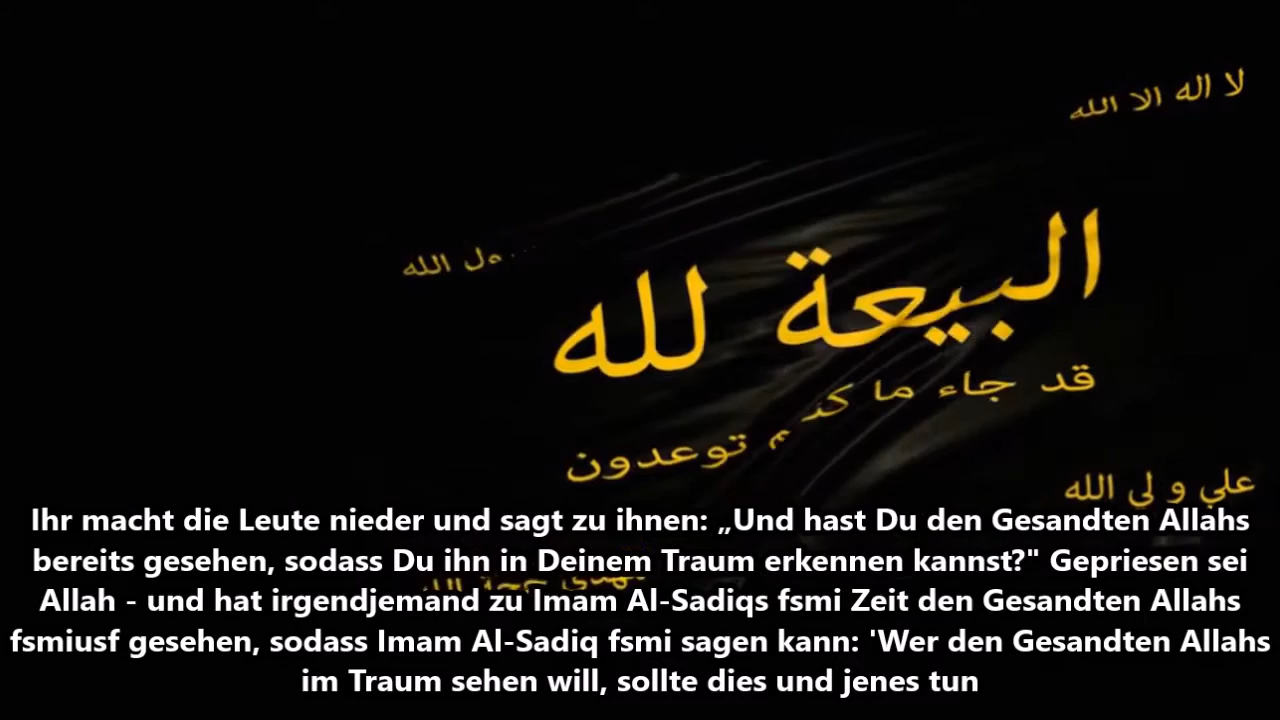 لا اله الا الله
الله
البيعة لله
قد جاء ما
توعدون
علي و لي الله
Ihr macht die Leute nieder und sagt zu ihnen: „Und hast Du den Gesandten Allahs
bereits gesehen, sodass Du ihn in Deinem Traum erkennen kannst?" Gepriesen sei
Allah - und hat irgendjemand zu Imam Al-Sadiqs fsmi Zeit den Gesandten Allahs
fsmiusf gesehen, sodass Imam Al-Sadiq fsmi sagen kann: 'Wer den Gesandten Allahs
im Traum sehen will, sollte dies und jenes tun